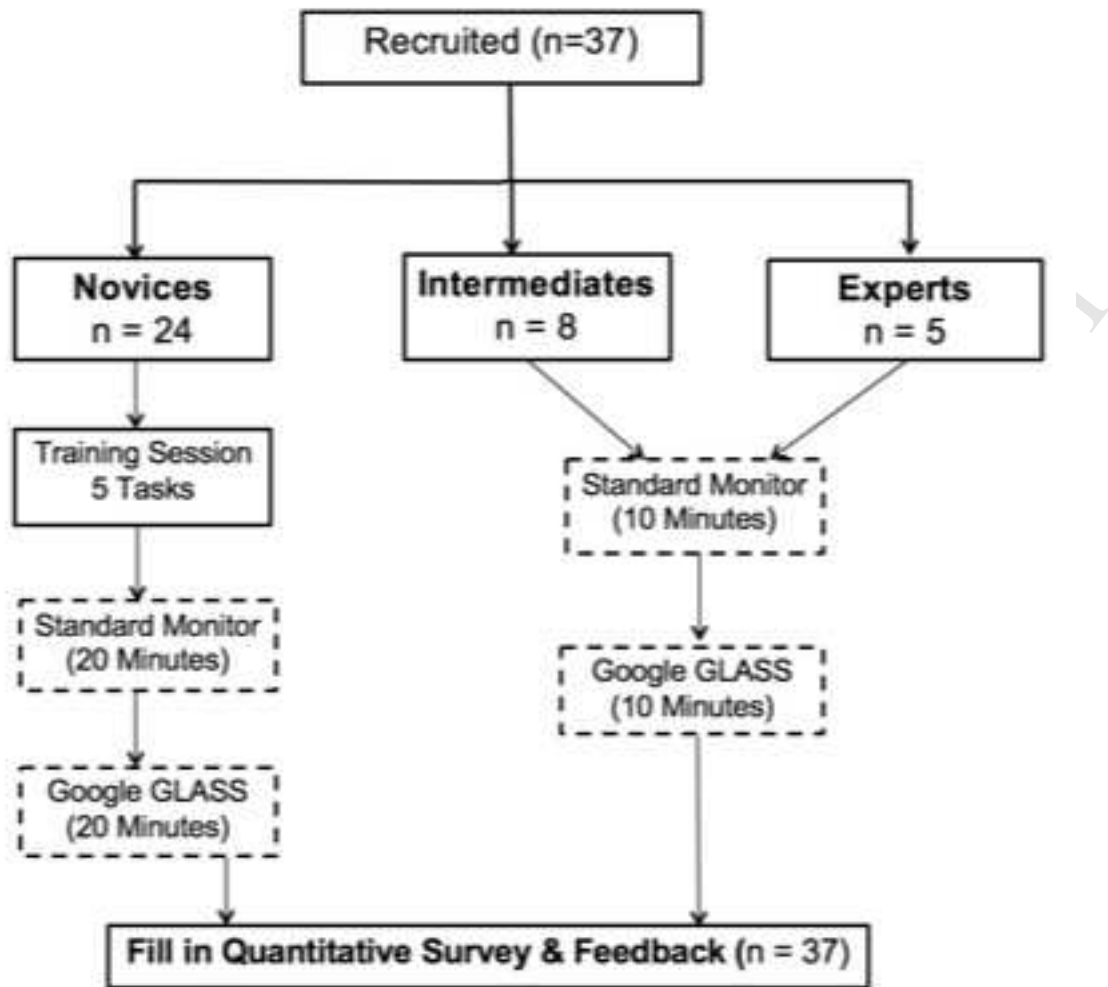 Recruited (n=37)
Novices
n = 24
Intermediates
n = 8
Experts
n = 5
Training Session
5 Tasks
Standard Monitor
(10 Minutes)
Standard Monitor
(20 Minutes)
Google GLASS
(10 Minutes)
Google GLASS
(20 Minutes)
Fill in Quantitative Survey & Feedback (n = 37)